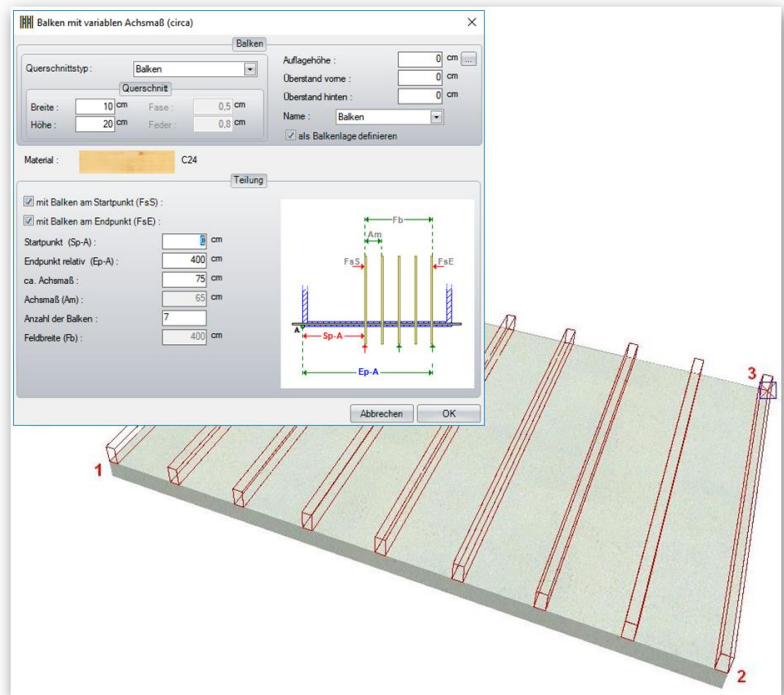 Balken mit variablen Achsmaß (circa)
Balken
Querschnittstyp : Balken
Querschnitt
Breite : 10 cm Fase : 0,5 cm
Höhe : 20 cm Feder : 0,8 cm
Auflagehöhe : 0 cm ...
Überstand vorne : 0 cm
Überstand hinten : 0 cm
Name : Balken
als Balkenlage definieren
Material : C24
Teilung
mit Balken am Startpunkt (FsS) :
mit Balken am Endpunkt (FsE) :
Startpunkt (Sp-A) : 0 cm
Endpunkt relativ (Ep-A) : 400 cm
ca. Achsmaß : 75 cm
Achsmaß (Am) : 65 cm
Anzahl der Balken : 7
Feldbreite (Fb) : 400 cm
Fb
Am
FsS FsE
A
Sp-A
Ep-A
Abbrechen OK
3
1
2